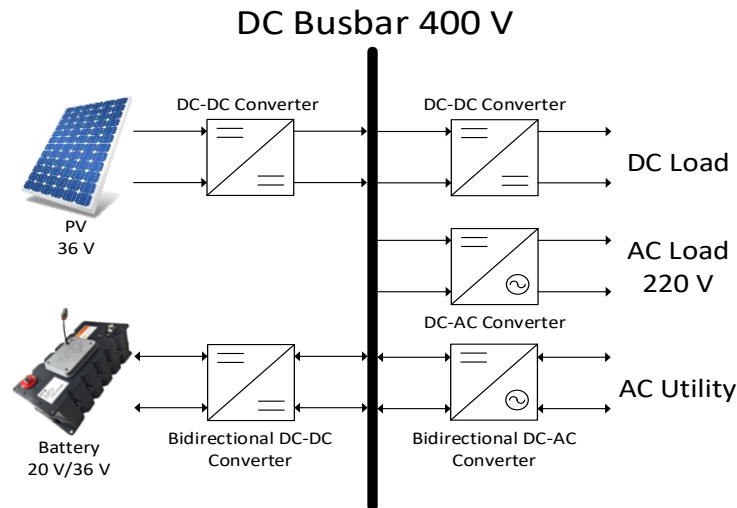 DC Busbar 400 V
DC-DC Converter
DC-DC Converter
PV
36 V
DC Load
AC Load
220 V
DC-AC Converter
Battery
20 V/36 V
Bidirectional DC-DC
Converter
Bidirectional DC-AC
Converter
AC Utility